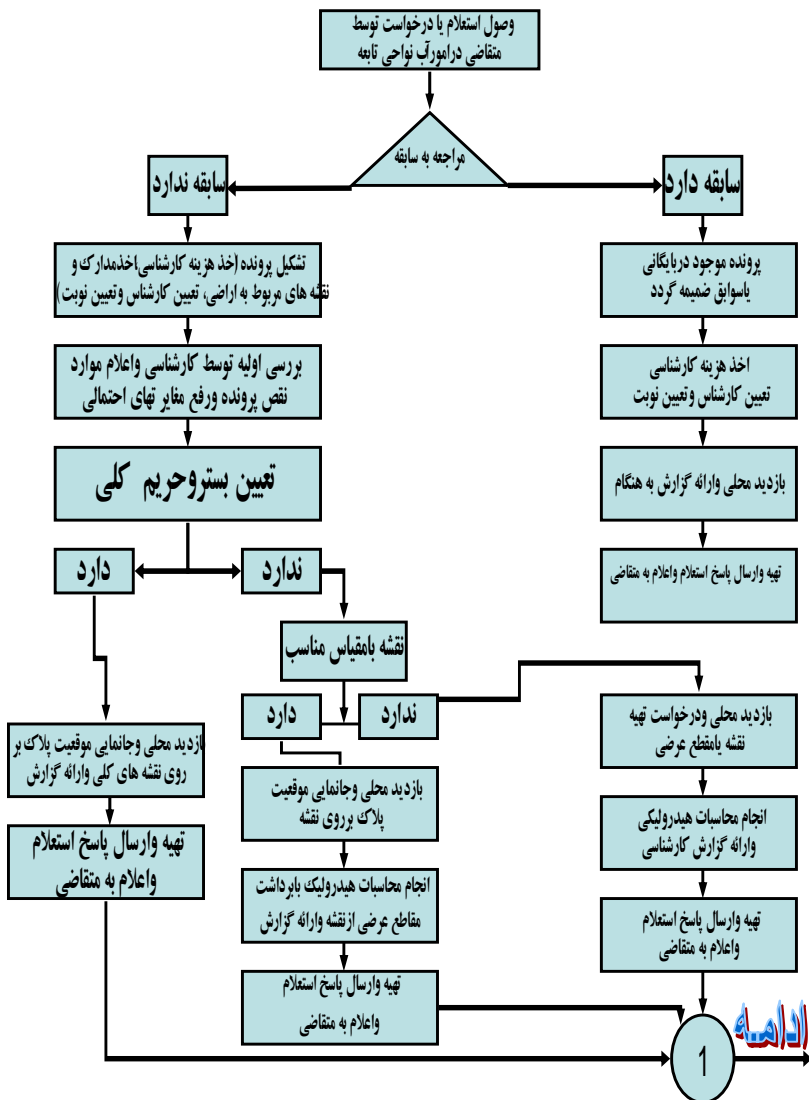 وصول استعلام یا درخواست توسط
متقاضی درامورآب نواحی تابعه
مراجعه به سابقه
سابقه ندارد
سابقه دارد
تشکیل پرونده (اخذ هزینه کارشناسی،اخذمدارک و
نقشه های مربوط به اراضی، تعیین کارشناس وتعیین نوبت)
پرونده موجود دربایگانی
یاسوابق ضمیمه گردد
بررسی اولیه توسط کارشناسی واعلام موارد
نقص پرونده ورفع مغایر تهای احتمالی
اخذ هزینه کارشناسی
تعیین کارشناس وتعیین نوبت
تعیین بستروحریم کلی
بازدید محلی وارائه گزارش به هنگام
دارد
ندارد
تهیه وارسال پاسخ استعلام واعلام به متقاضی
نقشه بامقیاس مناسب
دارد
ندارد
بازدید محلی ودرخواست تهیه
نقشه یامقطع عرضی
بازدید محلی وجانمایی موقعیت پلاک بر
روی نقشه های کلی وارائه گزارش
بازدید محلی وجانمایی موقعیت
پلاک برروی نقشه
انجام محاسبات هیدرولیکی
وارائه گزارش کارشناسی
تهیه وارسال پاسخ استعلام
واعلام به متقاضی
انجام محاسبات هیدرولیک بابرداشت
مقاطع عرضی ازنقشه وارائه گزارش
تهیه وارسال پاسخ استعلام
واعلام به متقاضی
تهیه وارسال پاسخ استعلام
واعلام به متقاضی
ادامه
1